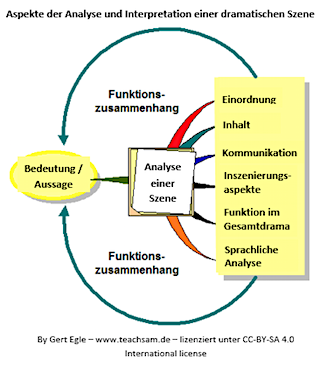 Aspekte der Analyse und Interpretation einer dramatischen Szene
Funktions-
zusammenhang
Einordnung
Inhalt
Kommunikation
Inszenierungs-
aspekte
Funktion im
Gesamtdrama
Sprachliche
Analyse
Analyse
einer
Szene
Bedeutung /
Aussage
Funktions-
zusammenhang
By Gert Egle – www.teachsam.de – lizenziert unter CC-BY-SA 4.0
International license